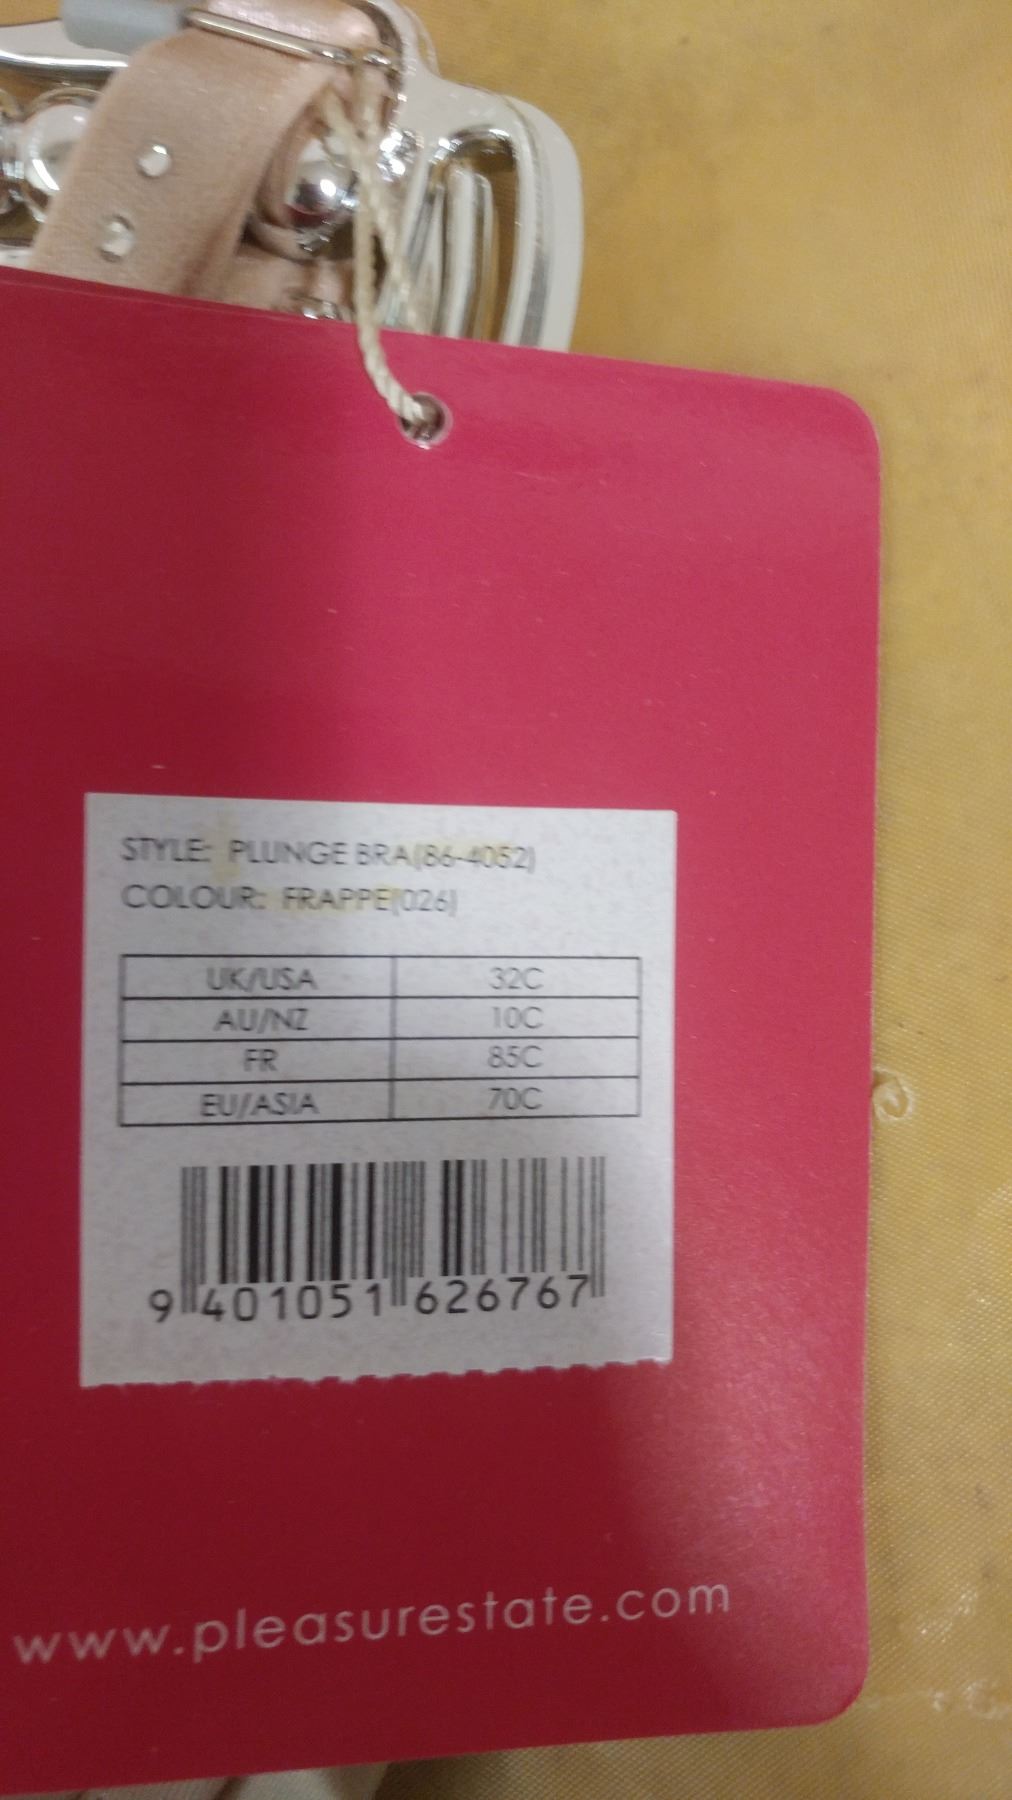 STYLE: PLUNGE BRA(86-4052)
COLOUR: FRAPPE(026)
UK/USA 32C
AU/NZ 10C
FR 85C
EU/ASIA 70C
9 401051 626767
www.pleasurestate.com